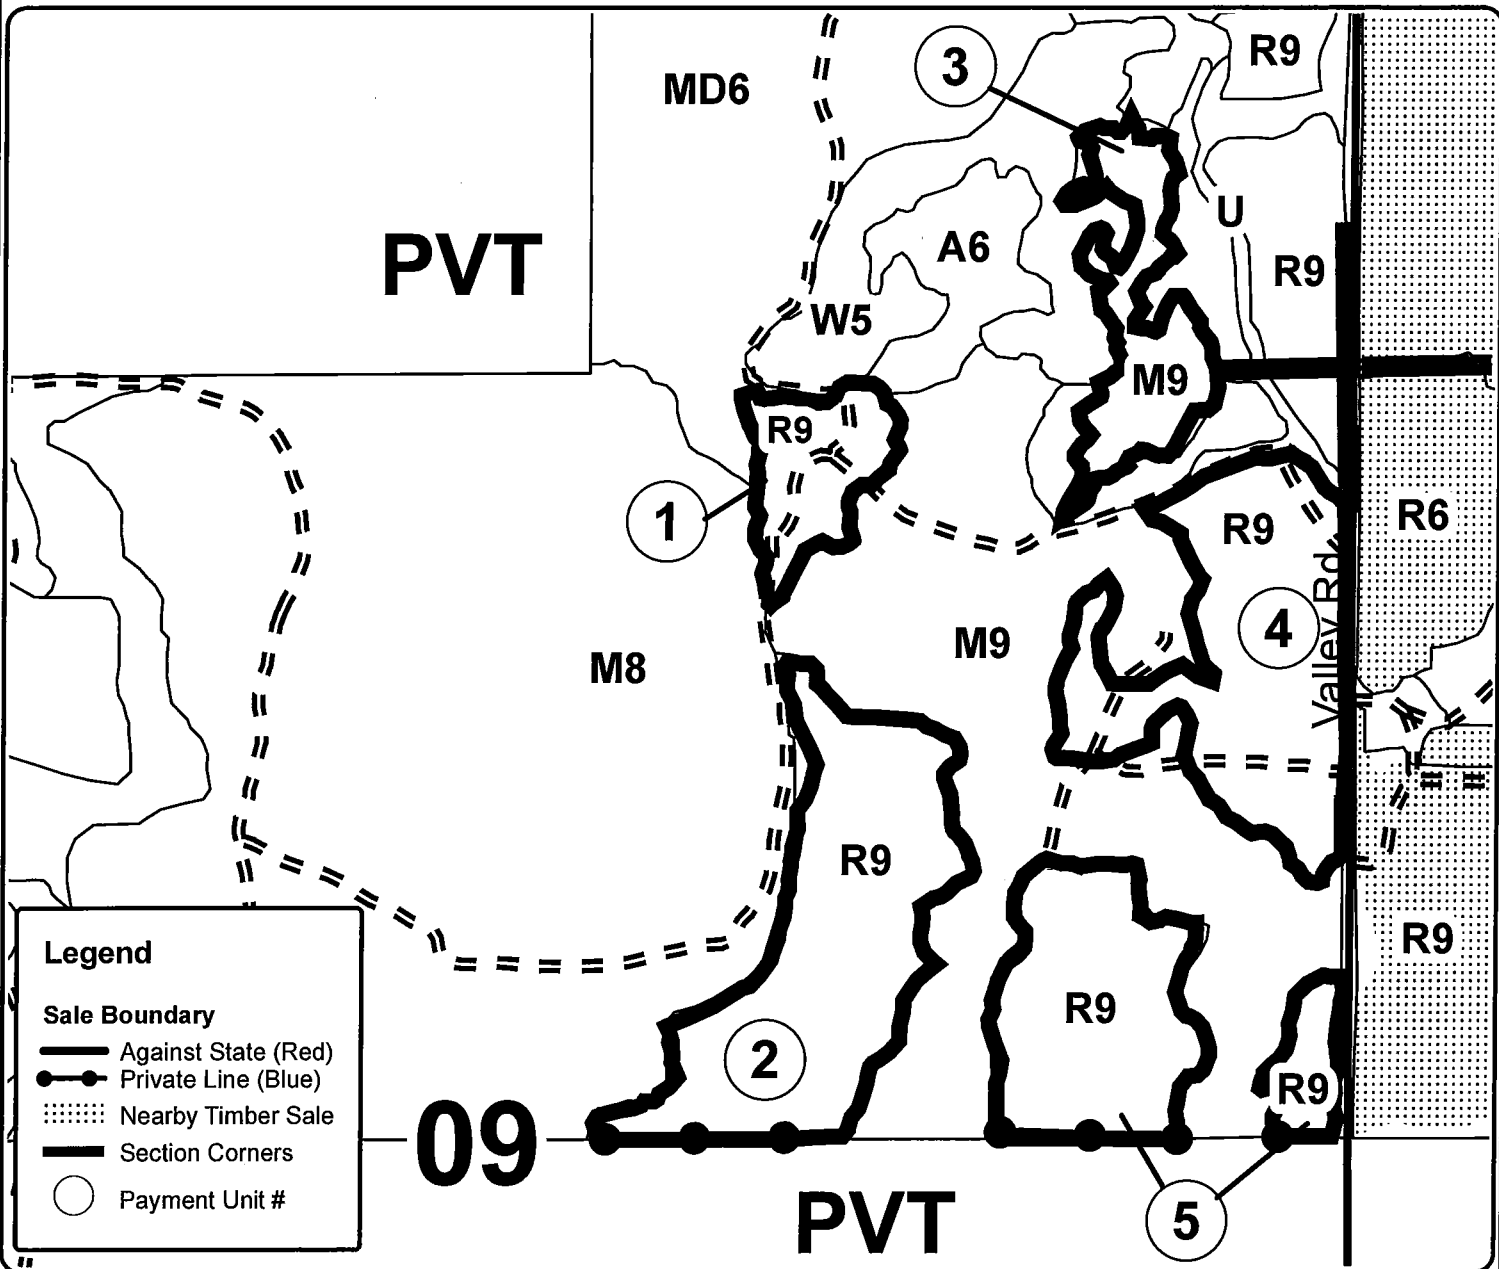 R9
3
MD6
U
PVT
A6
R9
W5
M9
R9
1
R9
R6
4
Valley Rd
M9
M8
R9
R9
Legend
R9
Sale Boundary
Against State (Red)
Private Line (Blue)
Nearby Timber Sale
Section Corners
Payment Unit #
2
R9
09
PVT
5